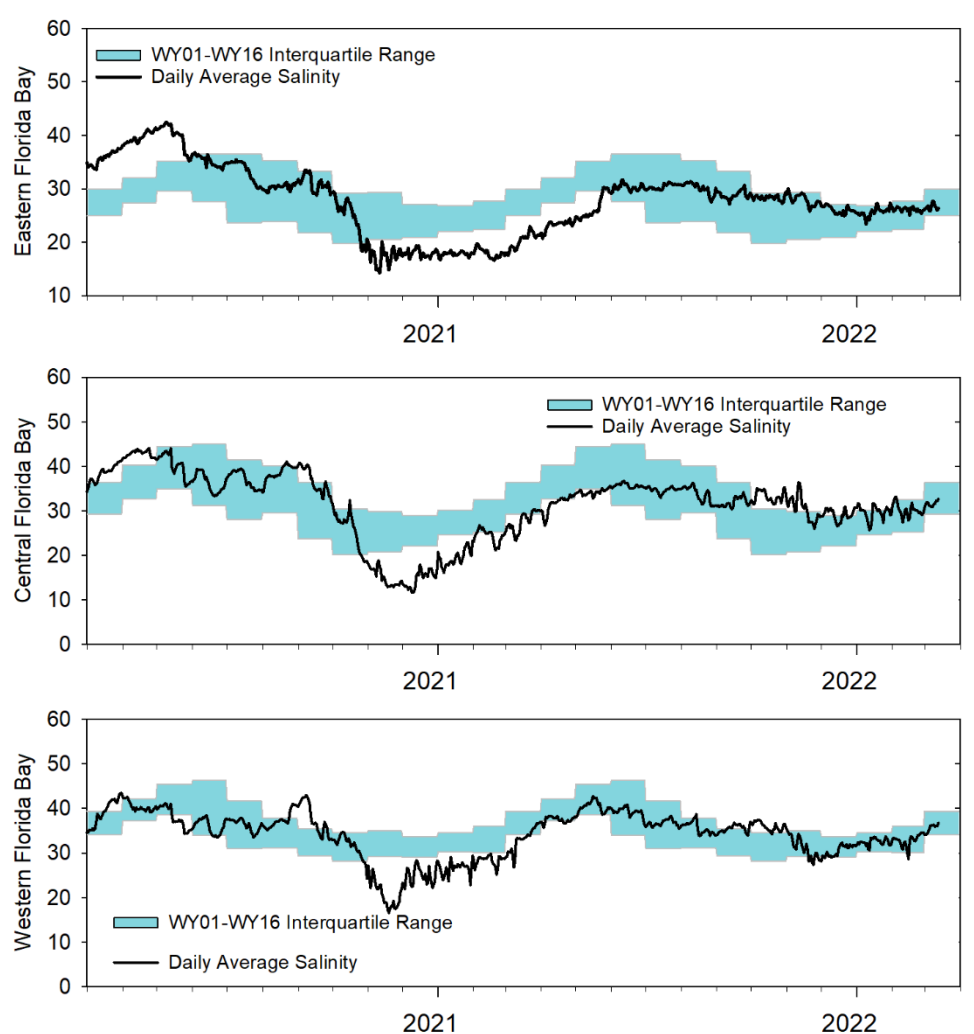 60
WY01-WY16 Interquartile Range
50
Daily Average Salinity
40
30
20
10
Eastern Florida Bay
2021 2022
60
50
WY01-WY16 Interquartile Range
Daily Average Salinity
40
30
20
10
0
Central Florida Bay
2021 2022
60
50
40
30
20
WY01-WY16 Interquartile Range
10
Daily Average Salinity
0
Western Florida Bay
2021 2022